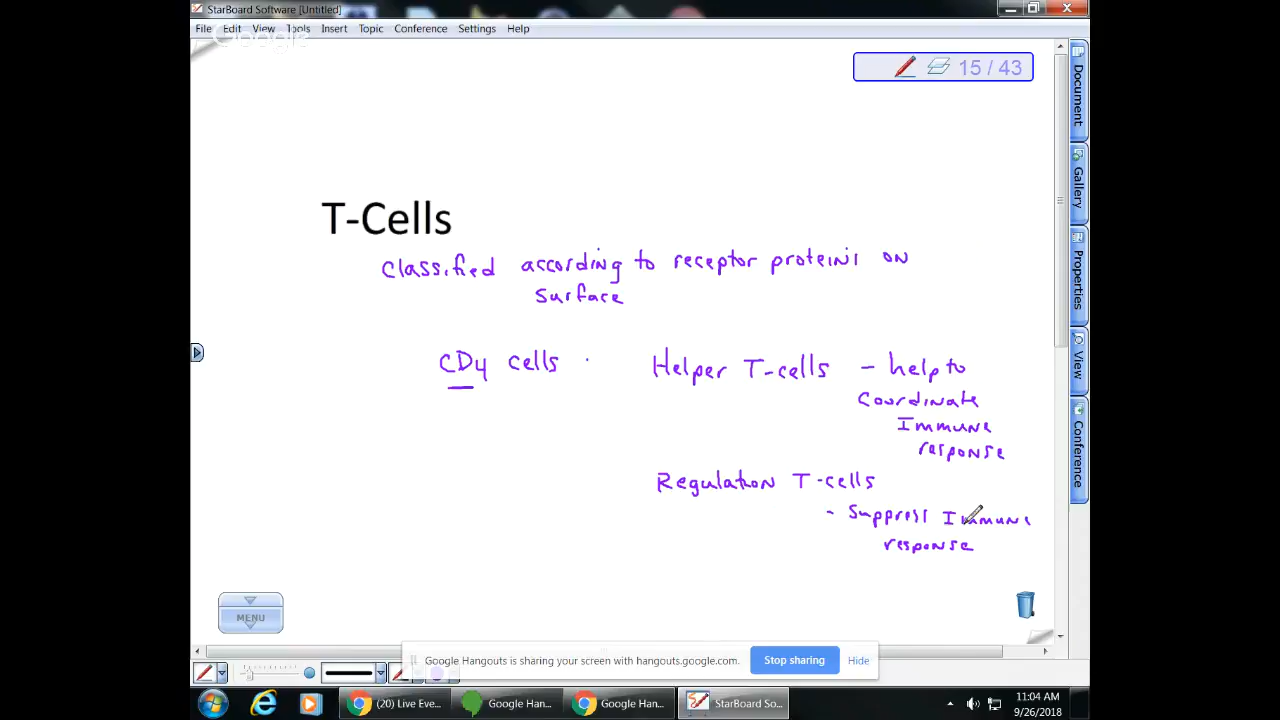 StarBoard Software [Untitled]
File Edit View Tools Insert Topic Conference Settings Help
Google
15 / 43
T-Cells
Classified according to receptor protein's on
surface
CD4 cells
Helper T-cells - help to
Coordinate
Immune
response
Regulation T-cells
- Suppress Immune
response
Document
Gallery
Properties
View
Conference
MENU
Google Hangouts is sharing your screen with hangouts.google.com. Stop sharing Hide
(20) Live Eve... Google Han... Google Han... StarBoard So...
11:04 AM
9/26/2018